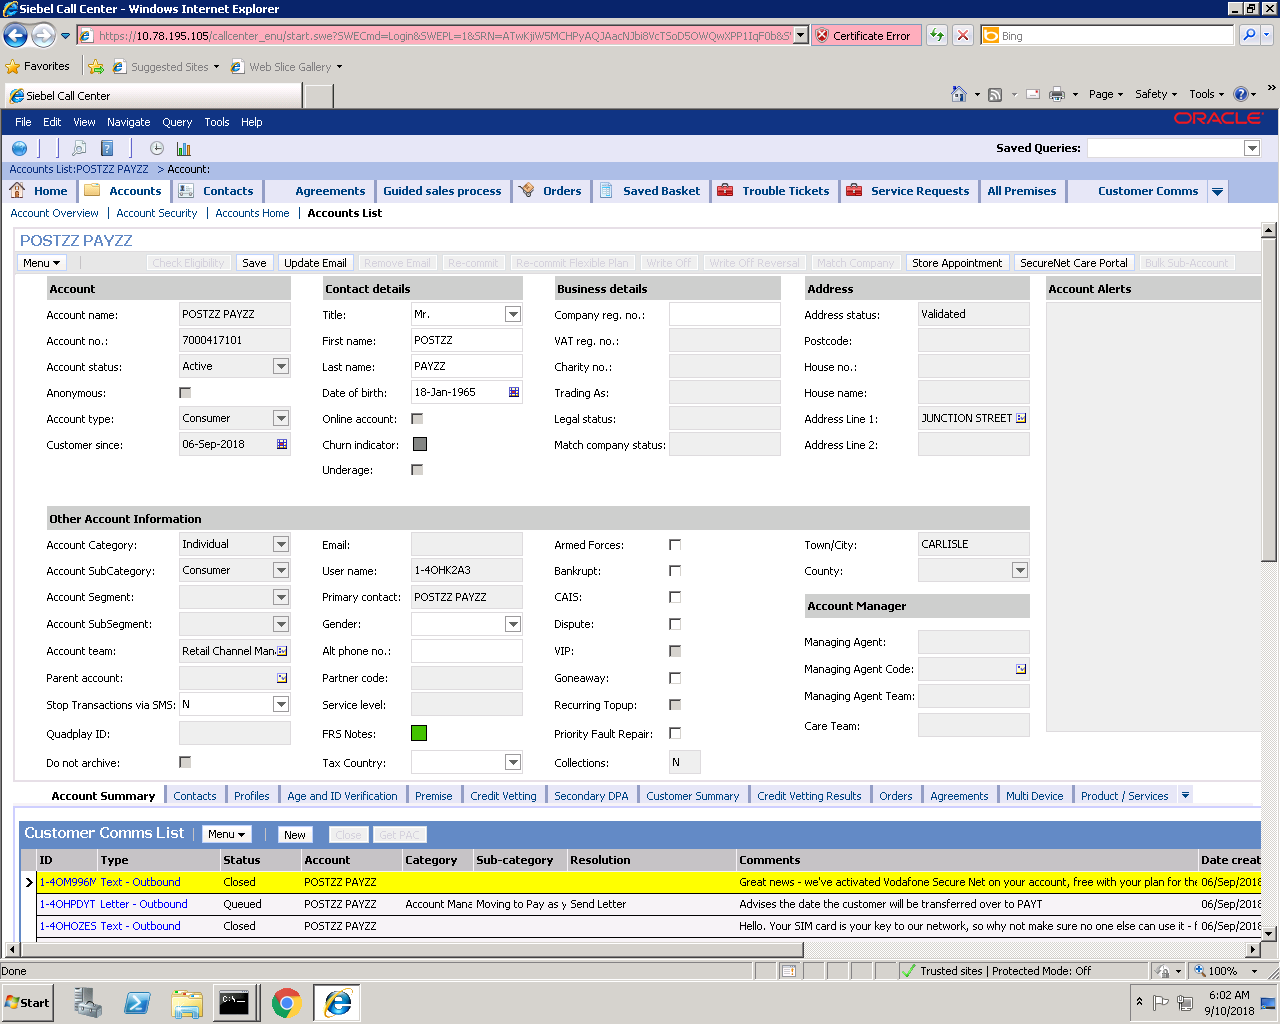 Siebel Call Center - Windows Internet Explorer
https://10.78.195.105/callcenter_enu/start.swe?SWECmd=Login&SWEPL=1&SRN= Certificate Error Bing
Favorites Suggested Sites Web Slice Gallery
Siebel Call Center Page Safety Tools
File Edit View Navigate Query Tools Help ORACLE
Saved Queries:
Accounts List:POSTZZ PAYZZ > Account:
Home Accounts Contacts Agreements Guided sales process Orders Saved Basket Trouble Tickets Service Requests All Premises Customer Comms
Account Overview Account Security Accounts Home Accounts List
POSTZZ PAYZZ
Menu Check Eligibility Save Update Email Remove Email Re-commit Re-commit Flexible Plan Write Off Write Off Reversal Match Company Store Appointment SecureNet Care Portal Bulk Sub-Account
Account Contact details Business details Address Account Alerts
Account name: POSTZZ PAYZZ Title: Mr. Company reg. no.: Address status: Validated
Account no.: 7000417101 First name: POSTZZ VAT reg. no.: Postcode:
Account status: Active Last name: PAYZZ Charity no.: House no.:
Anonymous: Date of birth: 18-Jan-1965 Trading As: House name:
Account type: Consumer Online account: Legal status: Address Line 1: JUNCTION STREET
Customer since: 06-Sep-2018 Churn indicator: Match company status: Address Line 2:
Underage:
Other Account Information
Account Category: Individual Email: Armed Forces: Town/City: CARLISLE
Account SubCategory: Consumer User name: 1-4OHK2A3 Bankrupt: County:
Account Segment: Primary contact: POSTZZ PAYZZ CAIS: Account Manager
Account SubSegment: Gender: Dispute:
Account team: Retail Channel Man Alt phone no.: VIP: Managing Agent:
Parent account: Partner code: Goneaway: Managing Agent Code:
Stop Transactions via SMS: N Service level: Recurring Topup: Managing Agent Team:
Quadplay ID: FRS Notes: Priority Fault Repair: Care Team:
Do not archive: Tax Country: Collections: N
Account Summary Contacts Profiles Age and ID Verification Premise Credit Vetting Secondary DPA Customer Summary Credit Vetting Results Orders Agreements Multi Device Product / Services
Customer Comms List Menu New Close Get PAC
ID Type Status Account Category Sub-category Resolution Comments Date creat
1-4OM996M Text - Outbound Closed POSTZZ PAYZZ Great news - we've activated Vodafone Secure Net on your account, free with your plan for the 06/Sep/2018
1-4OHPDYT Letter - Outbound Queued POSTZZ PAYZZ Account Mana Moving to Pay as y Send Letter Advises the date the customer will be transferred over to PAYT 06/Sep/2018
1-4OHOZES Text - Outbound Closed POSTZZ PAYZZ Hello. Your SIM card is your key to our network, so why not make sure no one else can use it - f 06/Sep/2018
Done Trusted sites | Protected Mode: Off 100%
Start 6:02 AM
9/10/2018